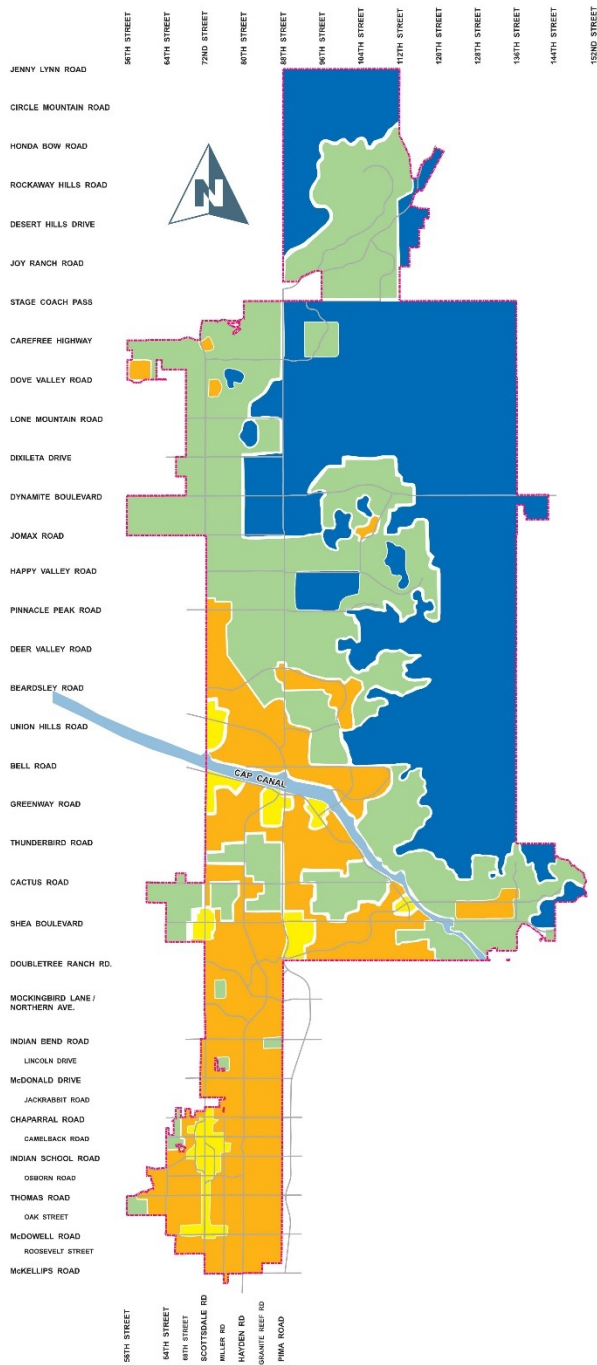 56TH STREET
64TH STREET
72ND STREET
80TH STREET
88TH STREET
96TH STREET
104TH STREET
112TH STREET
120TH STREET
128TH STREET
136TH STREET
144TH STREET
152ND STREET
JENNY LYNN ROAD
CIRCLE MOUNTAIN ROAD
HONDA BOW ROAD
ROCKAWAY HILLS ROAD
N
DESERT HILLS DRIVE
JOY RANCH ROAD
STAGE COACH PASS
CAREFREE HIGHWAY
DOVE VALLEY ROAD
LONE MOUNTAIN ROAD
DIXILETA DRIVE
DYNAMITE BOULEVARD
JOMAX ROAD
HAPPY VALLEY ROAD
PINNACLE PEAK ROAD
DEER VALLEY ROAD
BEARDSLEY ROAD
UNION HILLS ROAD
BELL ROAD
CAP CANAL
GREENWAY ROAD
THUNDERBIRD ROAD
CACTUS ROAD
SHEA BOULEVARD
DOUBLETREE RANCH RD.
MOCKINGBIRD LANE /
NORTHERN AVE.
INDIAN BEND ROAD
LINCOLN DRIVE
McDONALD DRIVE
JACKRABBIT ROAD
CHAPARRAL ROAD
CAMELBACK ROAD
INDIAN SCHOOL ROAD
OSBORN ROAD
THOMAS ROAD
OAK STREET
McDOWELL ROAD
ROOSEVELT STREET
McKELLIPS ROAD
56TH STREET
64TH STREET
68TH STREET
SCOTTSDALE RD
MILLER RD
HAYDEN RD
GRANITE REEF RD
PIMA ROAD